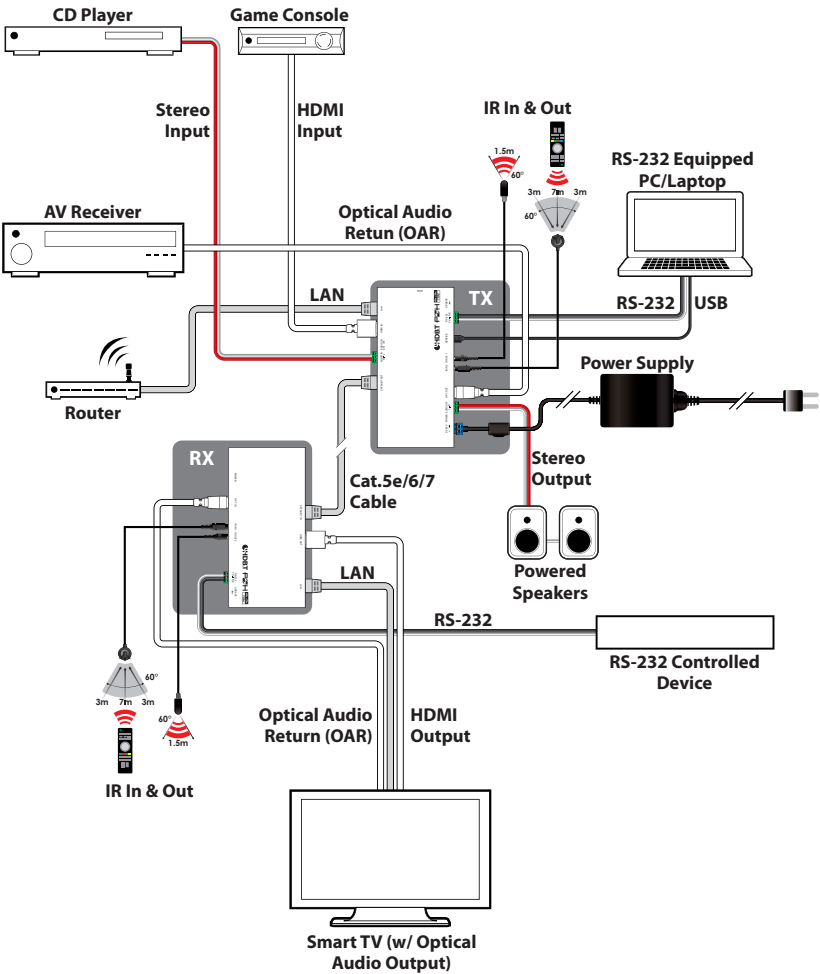 CD Player
Game Console
Stereo
Input
HDMI
Input
IR In & Out
1.5m
60°
3m 7m 3m
60°
RS-232 Equipped
PC/Laptop
AV Receiver
Optical Audio
Retun (OAR)
LAN
TX
RS-232
USB
Router
Power Supply
RX
Cat.5e/6/7
Cable
Stereo
Output
Powered
Speakers
LAN
RS-232
RS-232 Controlled
Device
60°
3m 7m 3m
60°
1.5m
IR In & Out
Optical Audio
Return (OAR)
HDMI
Output
Smart TV (w/ Optical
Audio Output)